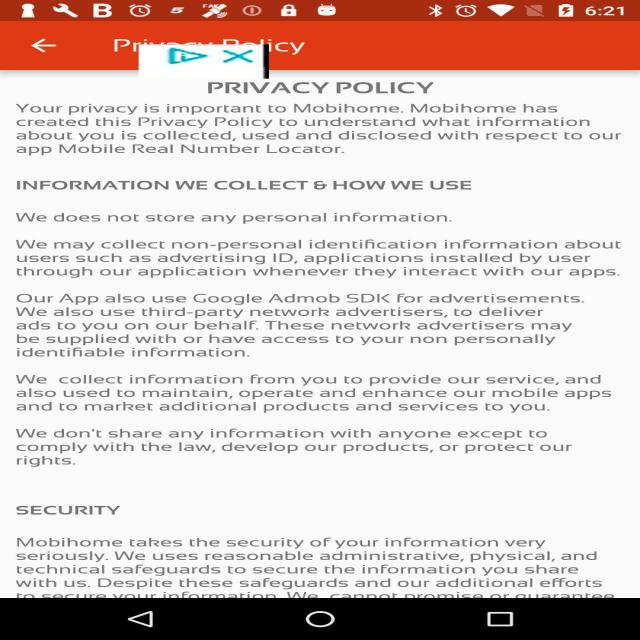 6:21
Privacy Policy
PRIVACY POLICY
Your privacy is important to Mobihome. Mobihome has
created this Privacy Policy to understand what information
about you is collected, used and disclosed with respect to our
app Mobile Real Number Locator.
INFORMATION WE COLLECT & HOW WE USE
We does not store any personal information.
We may collect non-personal identification information about
users such as advertising ID, applications installed by user
through our application whenever they interact with our apps.
Our App also use Google Admob SDK for advertisements.
We also use third-party network advertisers, to deliver
ads to you on our behalf. These network advertisers may
be supplied with or have access to your non personally
identifiable information.
We  collect information from you to provide our service, and
also used to maintain, operate and enhance our mobile apps
and to market additional products and services to you.
We don't share any information with anyone except to
comply with the law, develop our products, or protect our
rights.
SECURITY
Mobihome takes the security of your information very
seriously. We uses reasonable administrative, physical, and
technical safeguards to secure the information you share
with us. Despite these safeguards and our additional efforts
to secure your information, We  cannot promise or guarantee